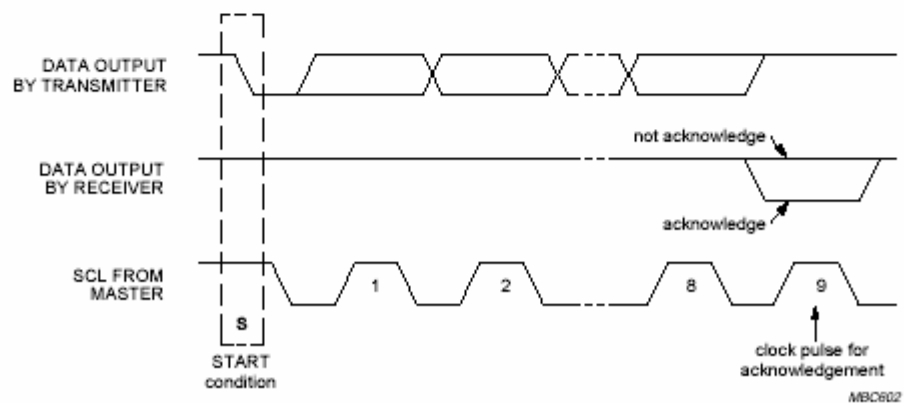 DATA OUTPUT
BY TRANSMITTER
not acknowledge
DATA OUTPUT
BY RECEIVER
acknowledge
SCL FROM
MASTER
1
2
8
9
S
START
condition
clock pulse for
acknowledgement
MBC602